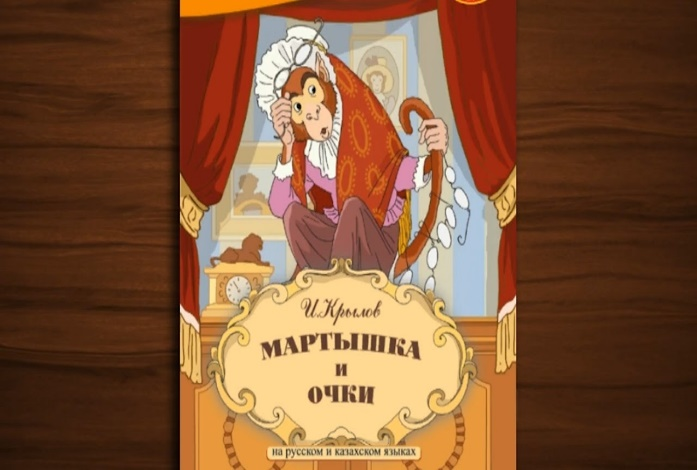 И.Крылов
МАРТЫШКА
и
ОЧКИ
на русском и казахском языках